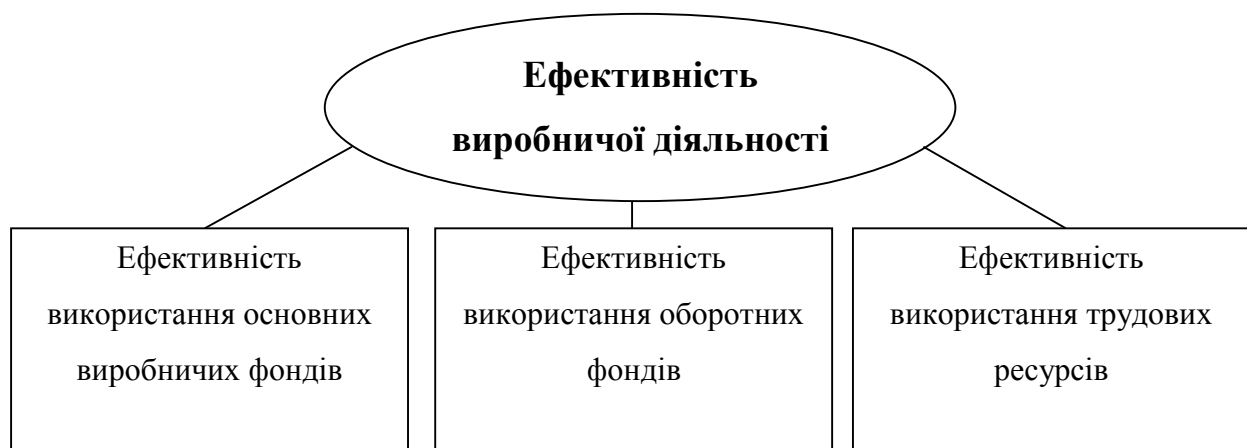 Ефективність
виробничої діяльності
Ефективність
використання основних
виробничих фондів
Ефективність
використання оборотних
фондів
Ефективність
використання трудових
ресурсів